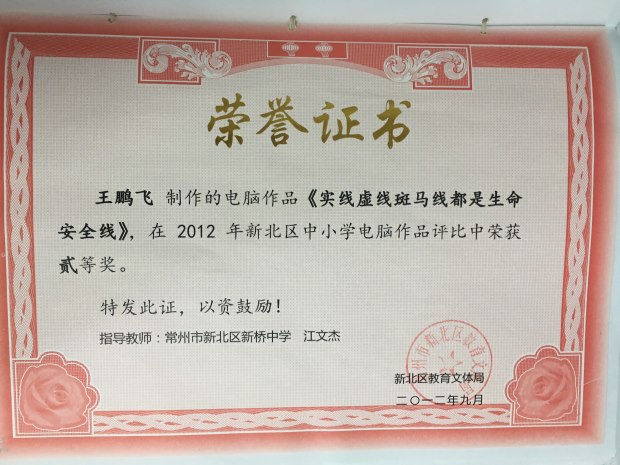 荣誉证书
王鹏飞 制作的电脑作品《实线虚线斑马线都是生命
安全线》，在 2012 年新北区中小学电脑作品评比中荣获
贰等奖。
特发此证，以资鼓励！
指导教师：常州市新北区新桥中学 江文杰
新北区教育文体局
二〇一二年九月